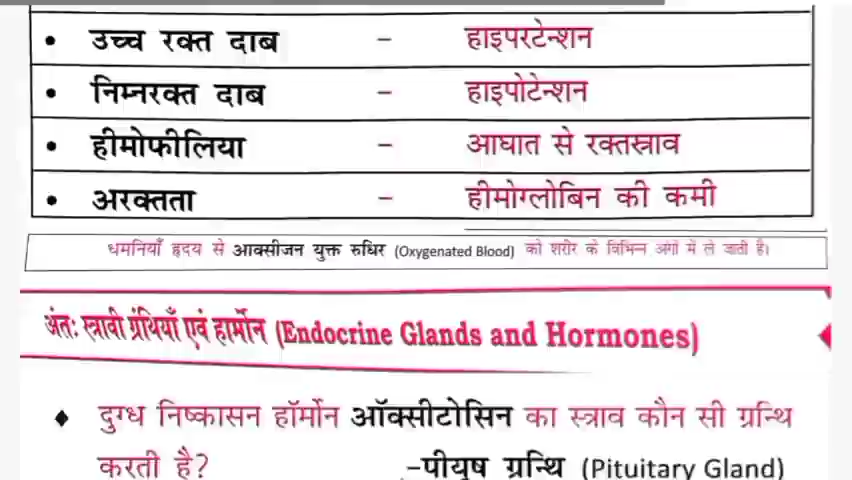 • उच्च रक्त दाब – हाइपरटेन्शन
• निम्नरक्त दाब – हाइपोटेन्शन
• हीमोफीलिया – आघात से रक्तस्राव
• अरक्तता – हीमोग्लोबिन की कमी
धमनियाँ हृदय से आक्सीजन युक्त रुधिर (Oxygenated Blood) को शरीर के विभिन्न अंगों में ले जाती है।
अंतः स्त्रावी ग्रंथियाँ एवं हार्मोन (Endocrine Glands and Hormones)
♦ दुग्ध निष्कासन हॉर्मोन ऑक्सीटोसिन का स्त्राव कौन सी ग्रन्थि
करती है? –पीयूष ग्रन्थि (Pituitary Gland)